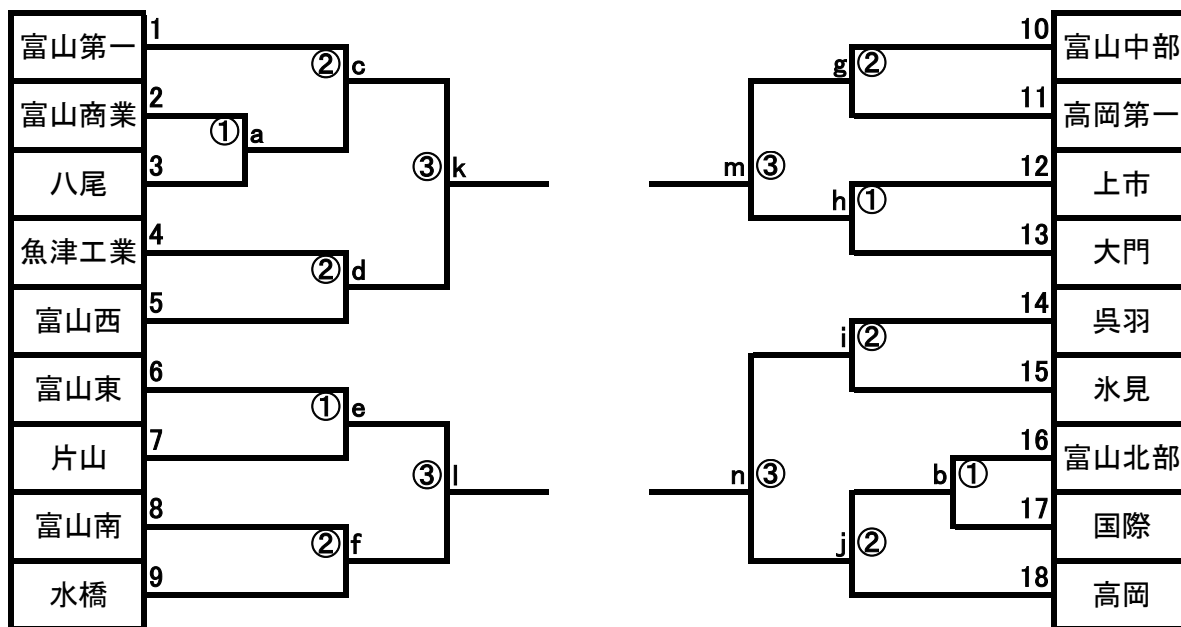 富山第一 1
② c
富山商業 2
① a
八尾 3
③ k
魚津工業 4
② d
富山西 5
富山東 6
① e
片山 7
③ l
富山南 8
② f
水橋 9
10 富山中部
g ②
11 高岡第一
m ③
12 上市
h ①
13 大門
14 呉羽
i ②
15 氷見
16 富山北部
n ③
b ①
17 国際
j ②
18 高岡